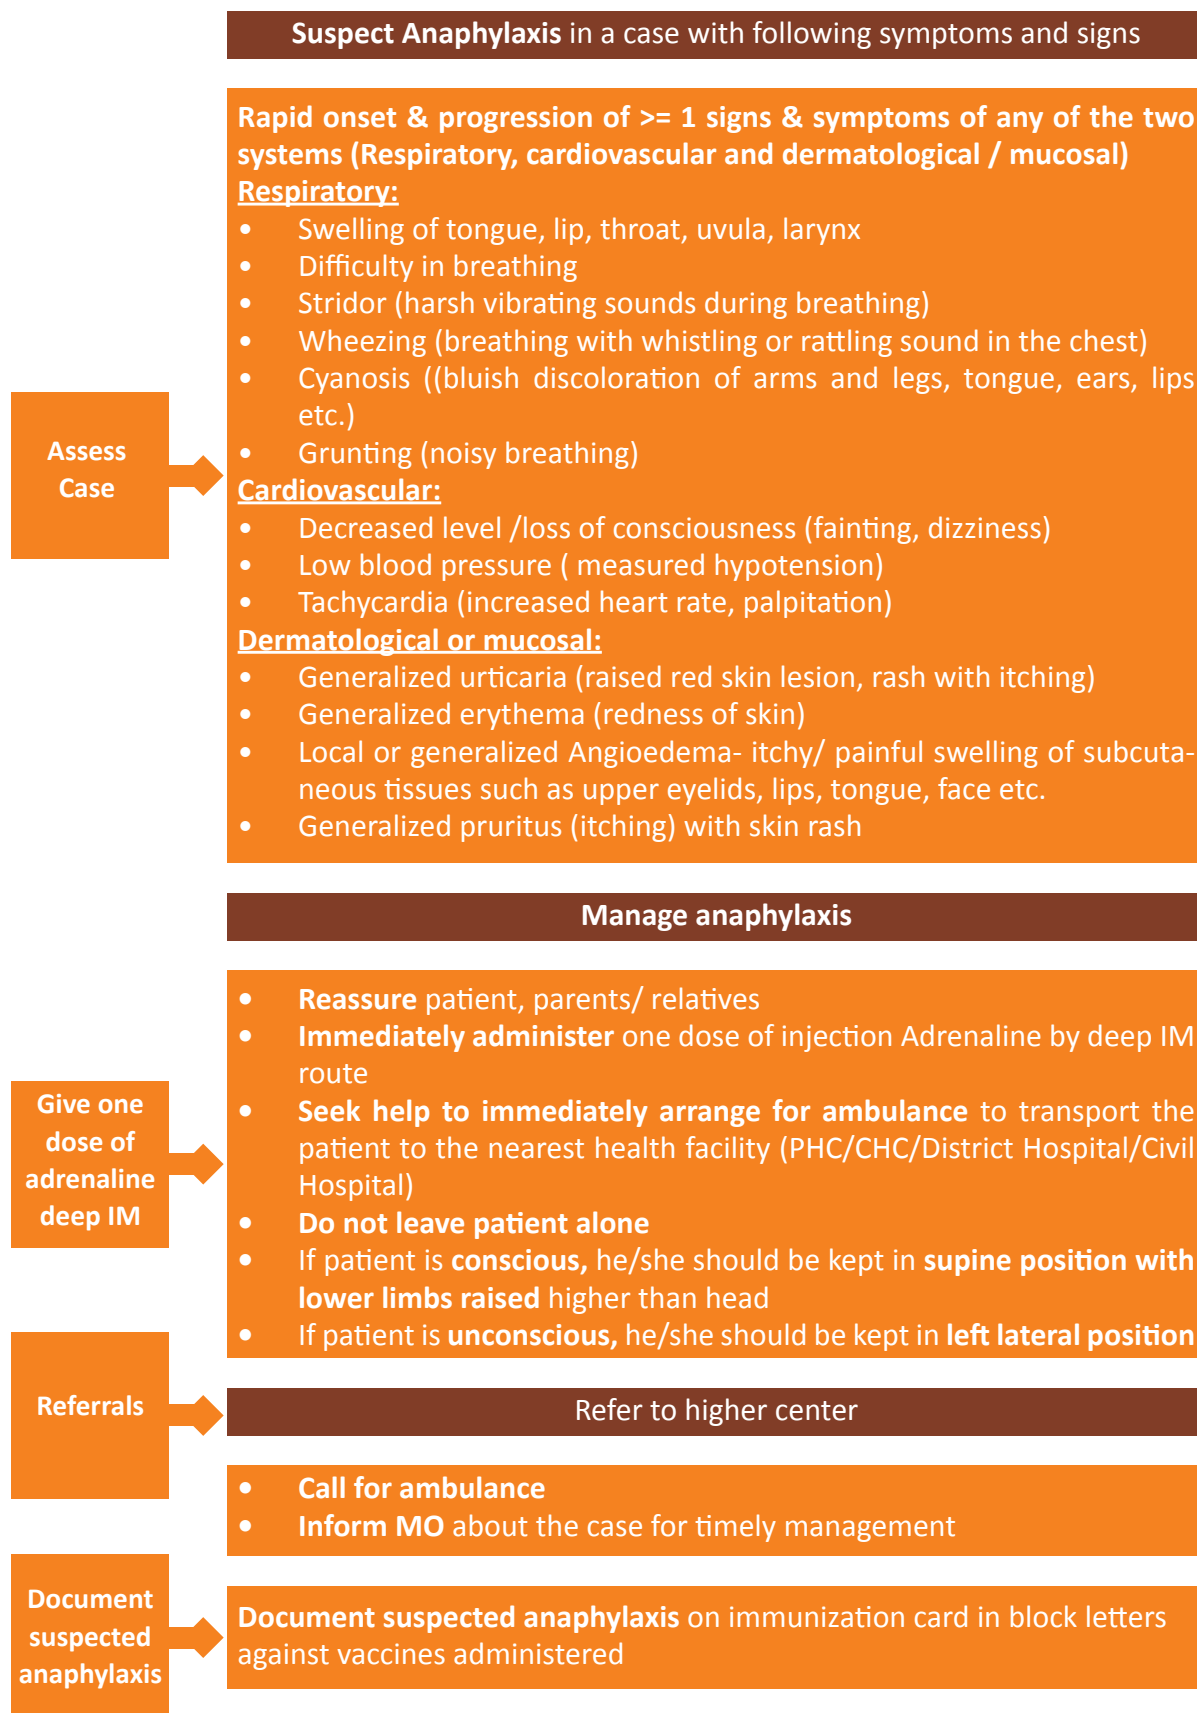 Suspect Anaphylaxis in a case with following symptoms and signs
Rapid onset & progression of >= 1 signs & symptoms of any of the two
systems (Respiratory, cardiovascular and dermatological / mucosal)
Respiratory:
• Swelling of tongue, lip, throat, uvula, larynx
• Difficulty in breathing
• Stridor (harsh vibrating sounds during breathing)
• Wheezing (breathing with whistling or rattling sound in the chest)
• Cyanosis ((bluish discoloration of arms and legs, tongue, ears, lips
etc.)
• Grunting (noisy breathing)
Cardiovascular:
• Decreased level /loss of consciousness (fainting, dizziness)
• Low blood pressure ( measured hypotension)
• Tachycardia (increased heart rate, palpitation)
Dermatological or mucosal:
• Generalized urticaria (raised red skin lesion, rash with itching)
• Generalized erythema (redness of skin)
• Local or generalized Angioedema- itchy/ painful swelling of subcuta-
neous tissues such as upper eyelids, lips, tongue, face etc.
• Generalized pruritus (itching) with skin rash
Assess
Case
Manage anaphylaxis
• Reassure patient, parents/ relatives
• Immediately administer one dose of injection Adrenaline by deep IM
route
• Seek help to immediately arrange for ambulance to transport the
patient to the nearest health facility (PHC/CHC/District Hospital/Civil
Hospital)
• Do not leave patient alone
• If patient is conscious, he/she should be kept in supine position with
lower limbs raised higher than head
• If patient is unconscious, he/she should be kept in left lateral position
Give one
dose of
adrenaline
deep IM
Referrals
Refer to higher center
• Call for ambulance
• Inform MO about the case for timely management
Document
suspected
anaphylaxis
Document suspected anaphylaxis on immunization card in block letters
against vaccines administered